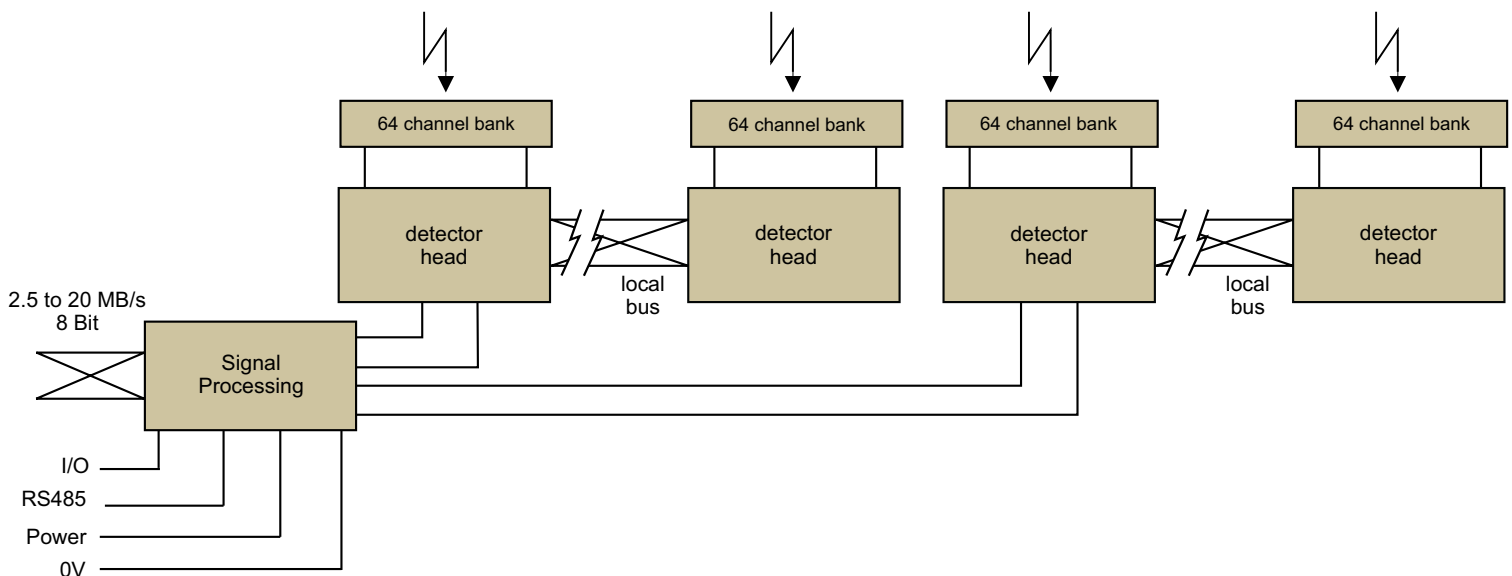 64 channel bank
64 channel bank
64 channel bank
64 channel bank
detector
head
detector
head
detector
head
detector
head
local
bus
local
bus
2.5 to 20 MB/s
8 Bit
Signal
Processing
I/O
RS485
Power
0V